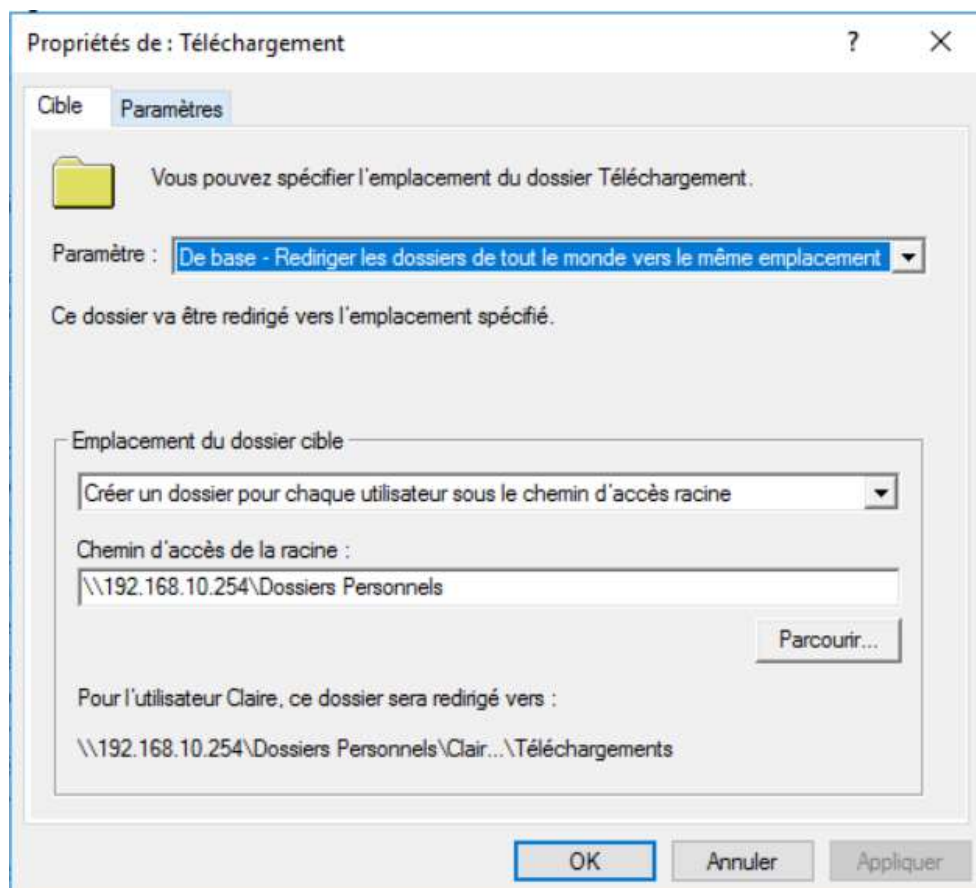 Propriétés de : Téléchargement
?
Cible
Paramètres
Vous pouvez spécifier l'emplacement du dossier Téléchargement.
Paramètre :
De base - Rediriger les dossiers de tout le monde vers le même emplacement
Ce dossier va être redirigé vers l'emplacement spécifié.
Emplacement du dossier cible
Créer un dossier pour chaque utilisateur sous le chemin d'accès racine
Chemin d'accès de la racine :
\\192.168.10.254\Dossiers Personnels
Parcourir...
Pour l'utilisateur Claire, ce dossier sera redirigé vers :
\\192.168.10.254\Dossiers Personnels\Clair...\Téléchargements
OK
Annuler
Appliquer